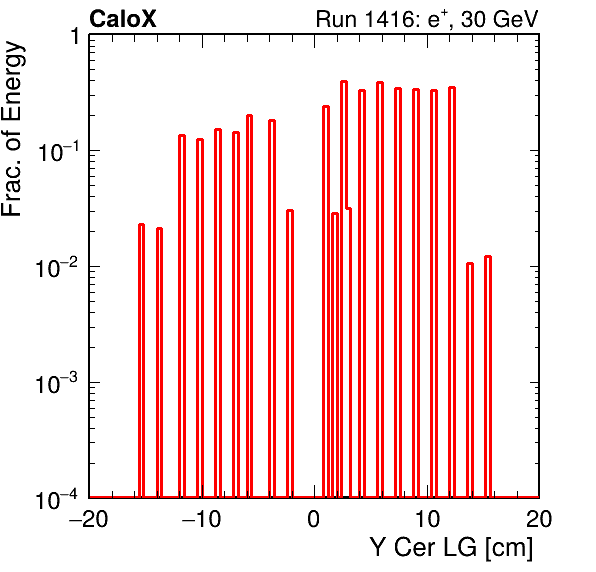 CaloX Run 1416: e⁺, 30 GeV
Frac. of Energy
1
10⁻¹
10⁻²
10⁻³
10⁻⁴
−20 −10 0 10 20
Y Cer LG [cm]